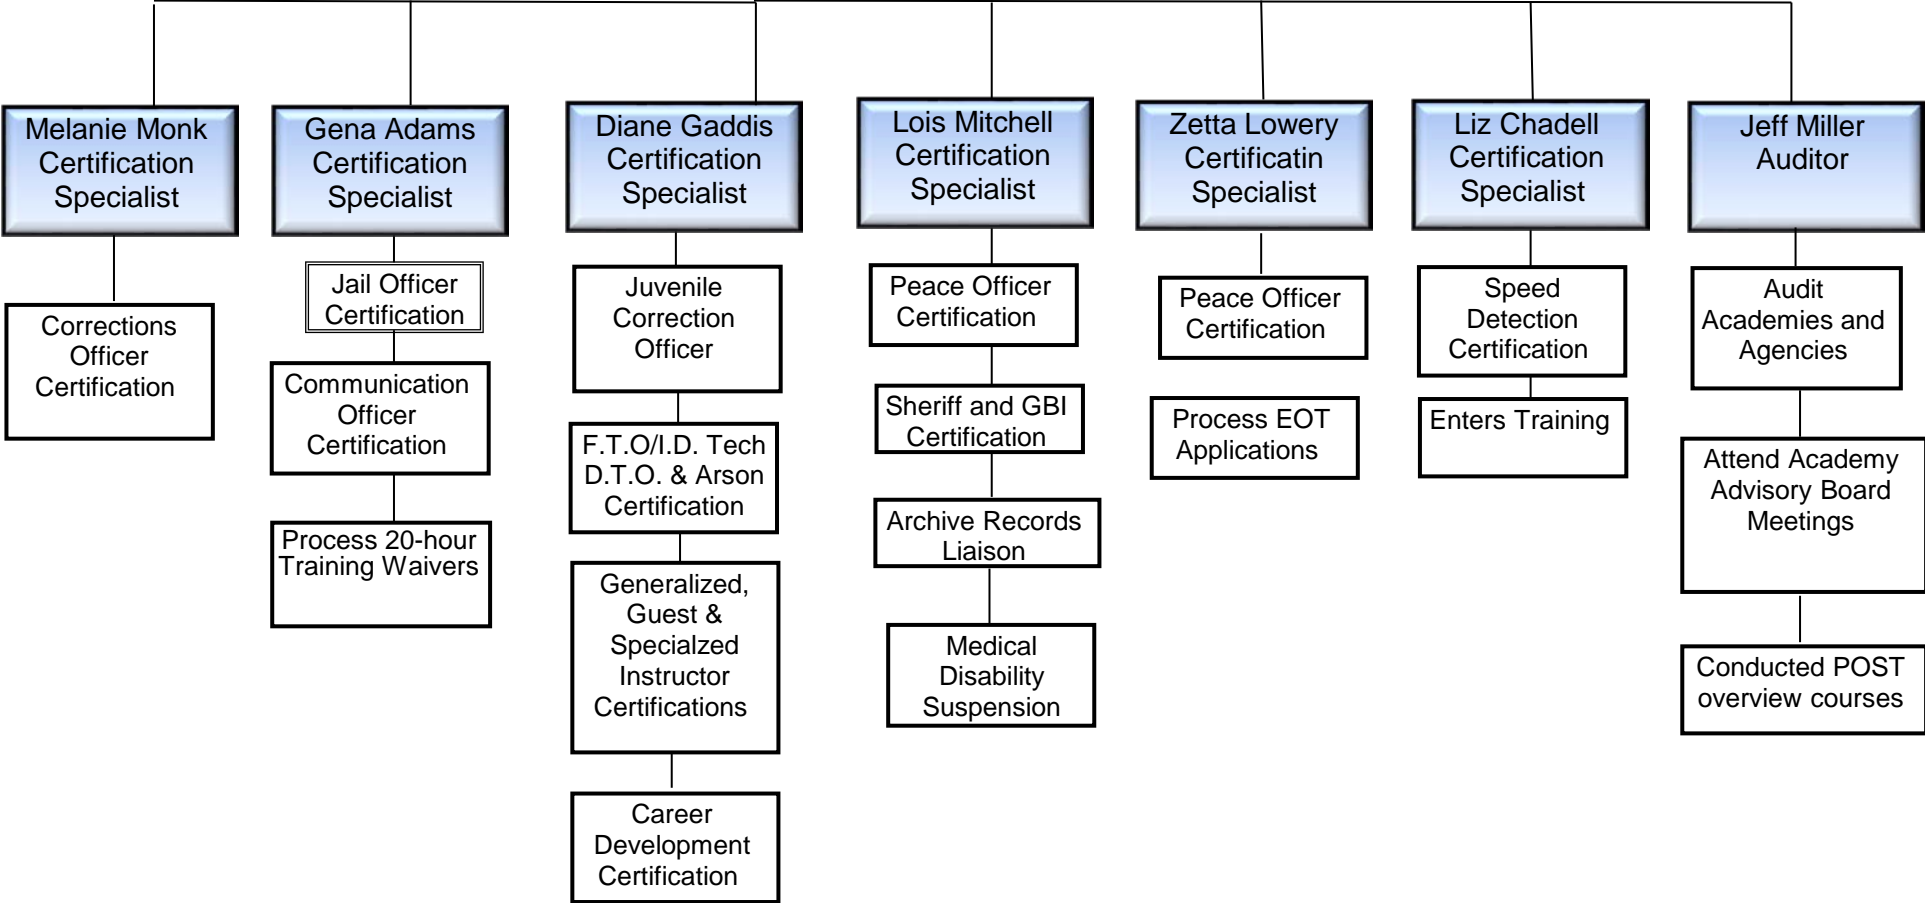 Melanie Monk
Certification
Specialist
Gena Adams
Certification
Specialist
Diane Gaddis
Certification
Specialist
Lois Mitchell
Certification
Specialist
Zetta Lowery
Certificatin
Specialist
Liz Chadell
Certification
Specialist
Jeff Miller
Auditor
Corrections
Officer
Certification
Jail Officer
Certification
Communication
Officer
Certification
Process 20-hour
Training Waivers
Juvenile
Correction
Officer
F.T.O/I.D. Tech
D.T.O. & Arson
Certification
Generalized,
Guest &
Specialzed
Instructor
Certifications
Career
Development
Certification
Peace Officer
Certification
Sheriff and GBI
Certification
Archive Records
Liaison
Medical
Disability
Suspension
Peace Officer
Certification
Process EOT
Applications
Speed
Detection
Certification
Enters Training
Audit
Academies and
Agencies
Attend Academy
Advisory Board
Meetings
Conducted POST
overview courses